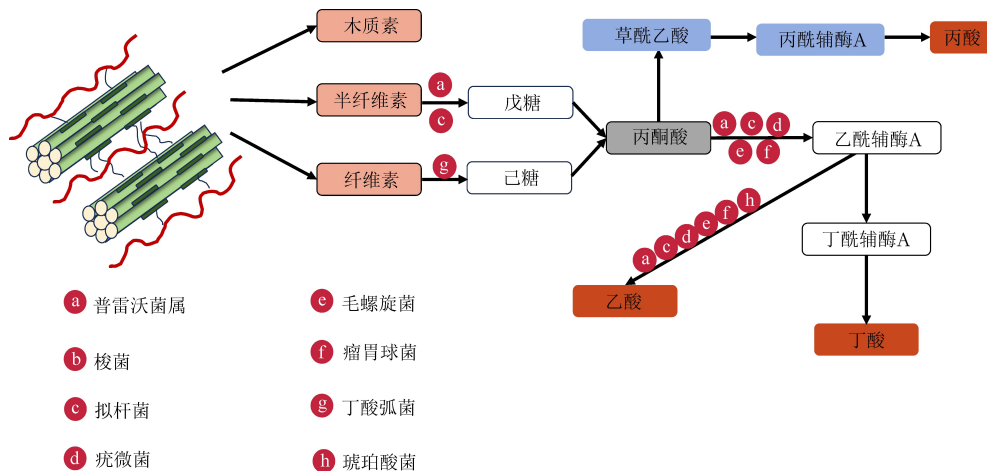 木质素
草酰乙酸
丙酰辅酶A
丙酸
半纤维素
a
c
戊糖
丙酮酸
a c d
e f
乙酰辅酶A
纤维素
g
己糖
a c d e f h
丁酰辅酶A
乙酸
丁酸
a 普雷沃菌属
b 梭菌
c 拟杆菌
d 疣微菌
e 毛螺旋菌
f 瘤胃球菌
g 丁酸弧菌
h 琥珀酸菌